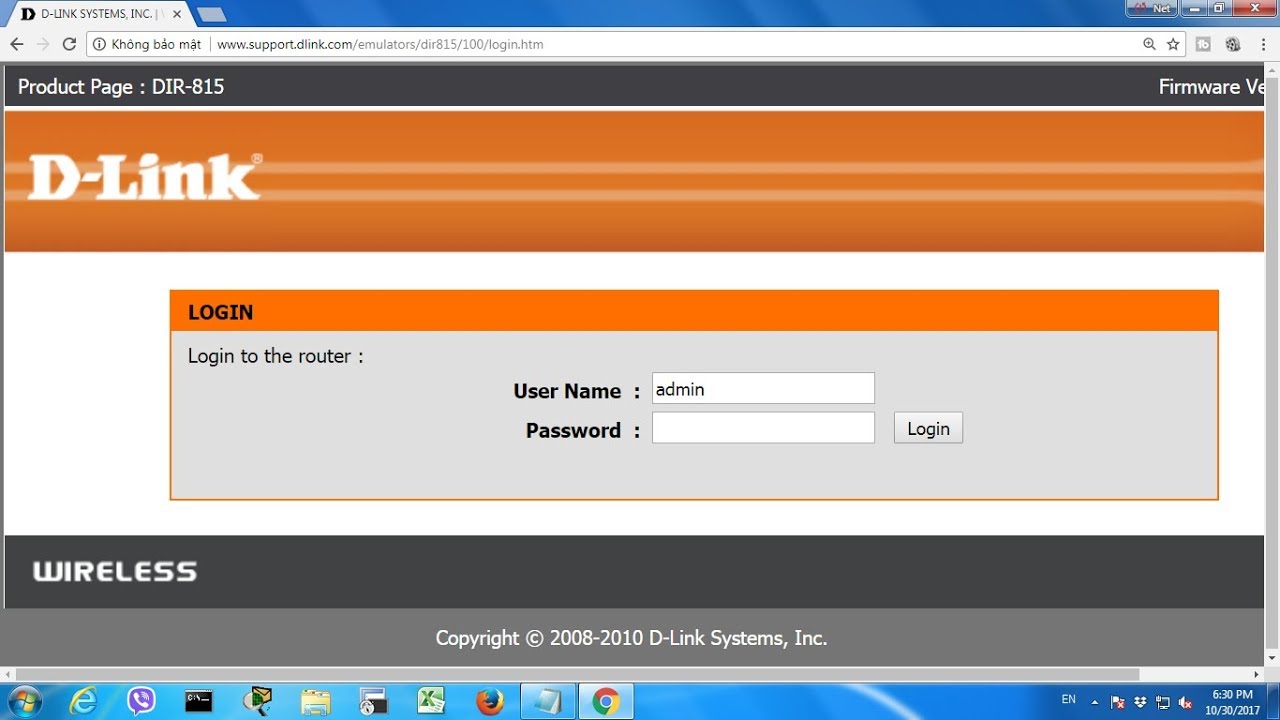 D-LINK SYSTEMS, INC. |
Net
Không bảo mật
www.support.dlink.com/emulators/dir815/100/login.htm
Product Page : DIR-815
Firmware Ve
D-Link®
LOGIN
Login to the router :
User Name :
admin
Password :
Login
WIRELESS
Copyright © 2008-2010 D-Link Systems, Inc.
EN
6:30 PM
10/30/2017